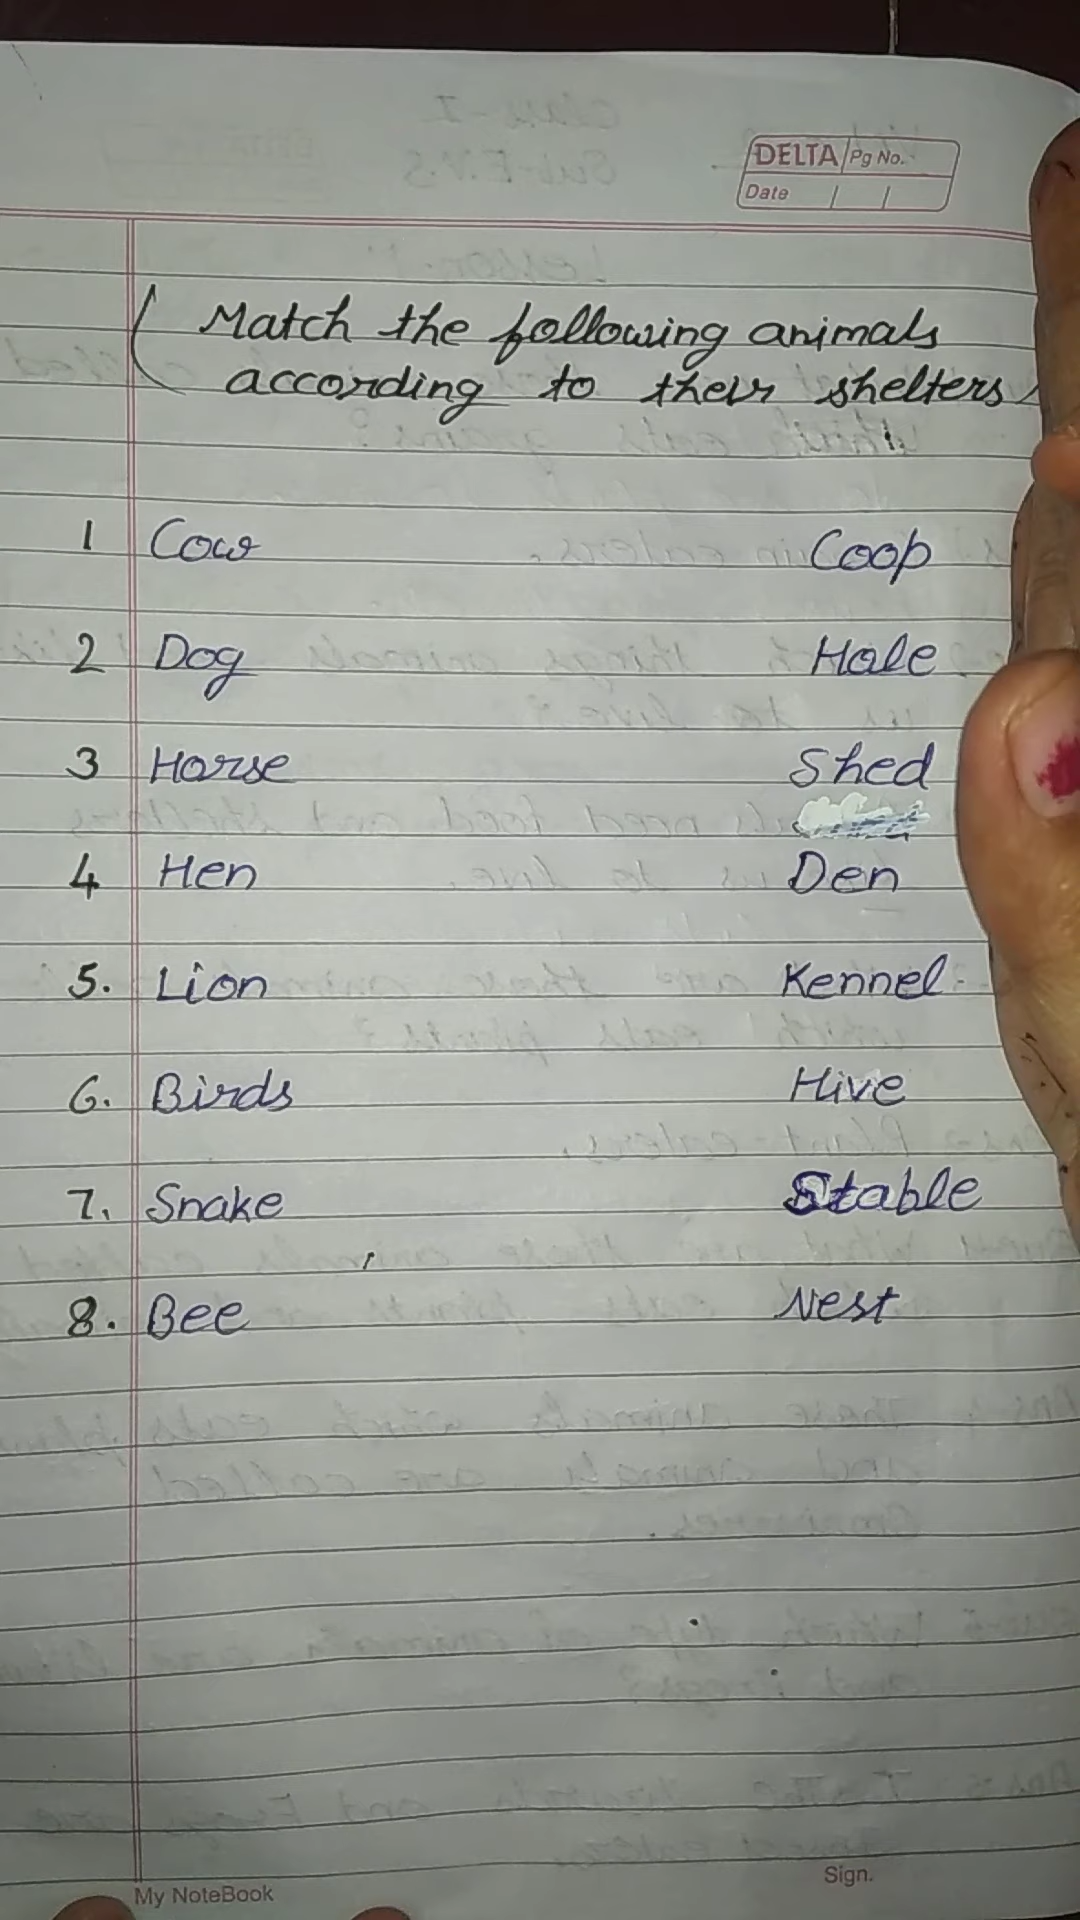 DELTA Pg No.
Date / /
Match the following animals
according to their shelters
1 Cow Coop
2 Dog Hole
3 Horse Shed
4 Hen Den
5. Lion Kennel
6. Birds Hive
7. Snake Stable
8. Bee Nest
Sign.
My NoteBook